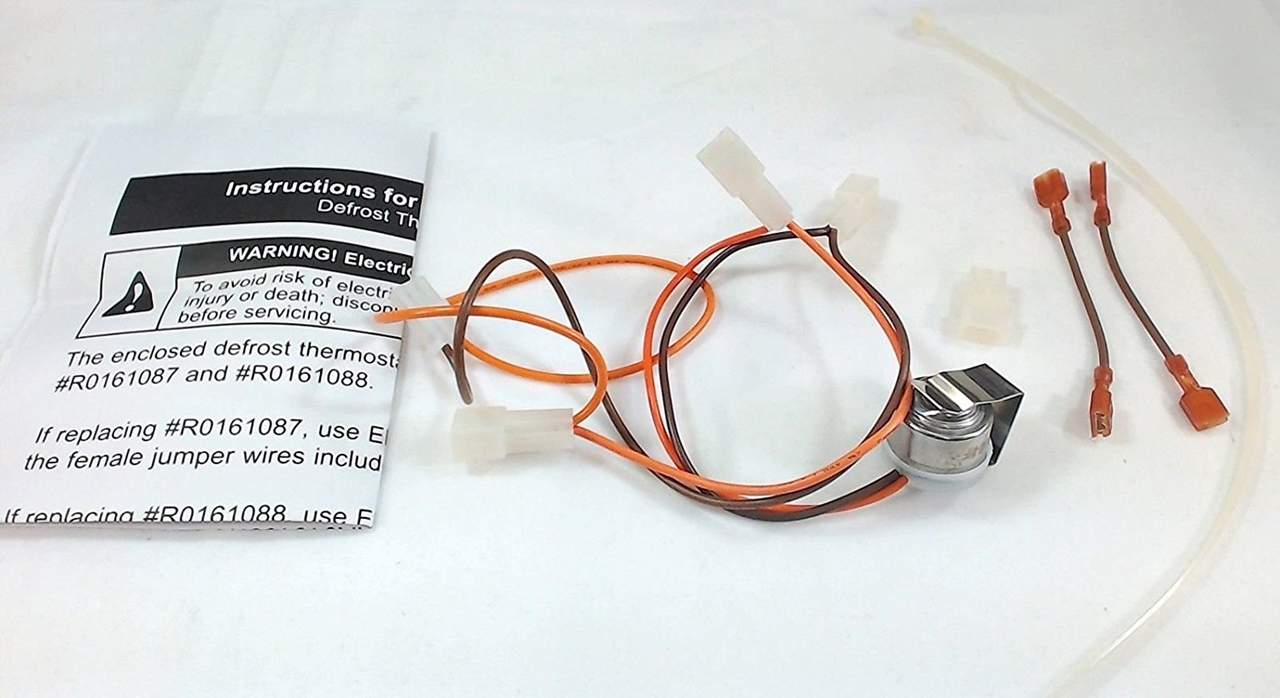 Instructions for
Defrost Th
WARNING! Electric
To avoid risk of electri
injury or death; discon
before servicing.
The enclosed defrost thermosta
#R0161087 and #R0161088.
If replacing #R0161087, use E
the female jumper wires includ
If replacing #R0161088, use E